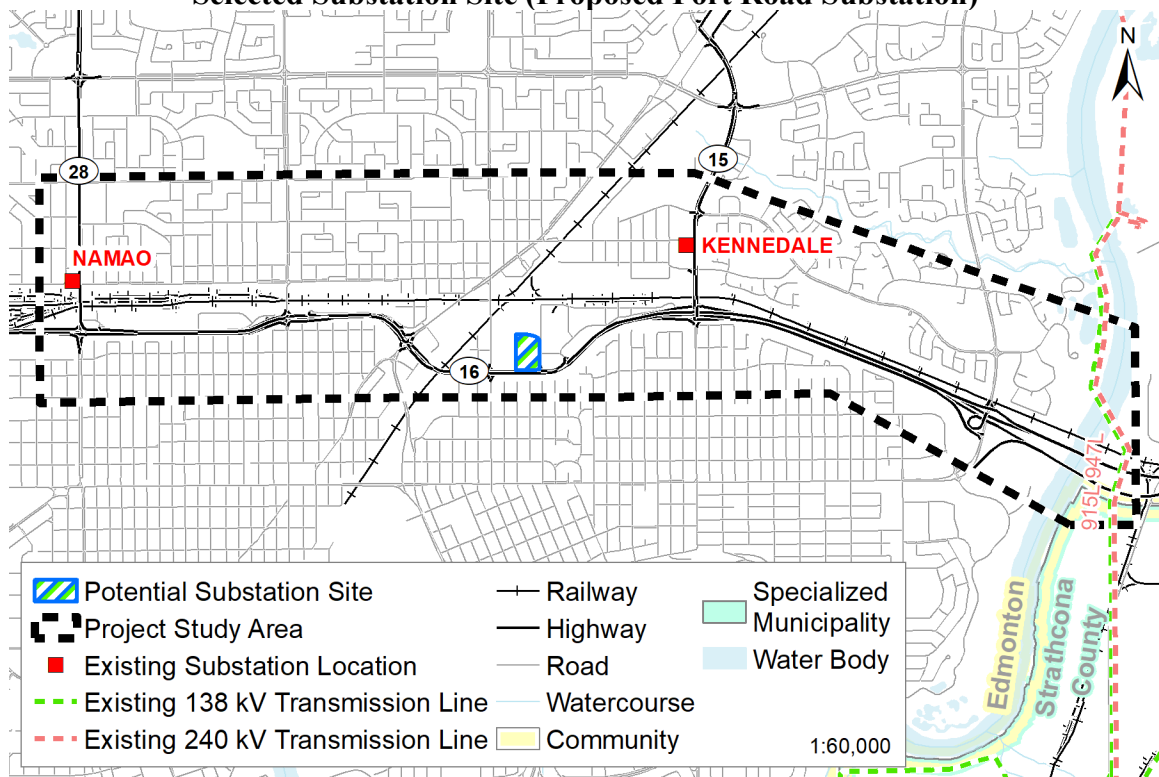 Selected Substation Site (Proposed Fort Road Substation)
N
28
15
NAMAO
KENNEDALE
16
915L 947L
Edmonton
Strathcona
County
Potential Substation Site
Project Study Area
Existing Substation Location
Existing 138 kV Transmission Line
Existing 240 kV Transmission Line
Railway
Highway
Road
Watercourse
Community
Specialized
Municipality
Water Body
1:60,000